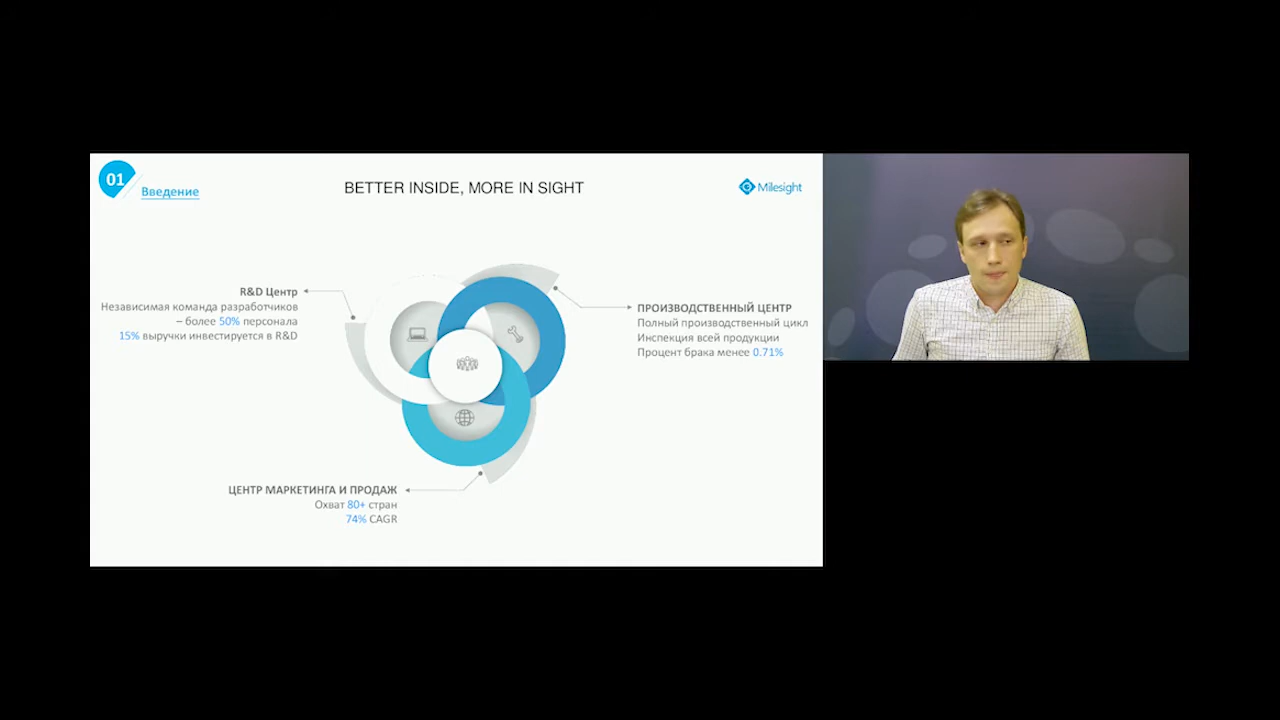 01
Введение
BETTER INSIDE, MORE IN SIGHT
Milesight
R&D Центр
Независимая команда разработчиков
– более 50% персонала
15% выручки инвестируется в R&D
ПРОИЗВОДСТВЕННЫЙ ЦЕНТР
Полный производственный цикл
Инспекция всей продукции
Процент брака менее 0.71%
ЦЕНТР МАРКЕТИНГА И ПРОДАЖ
Охват 80+ стран
74% CAGR